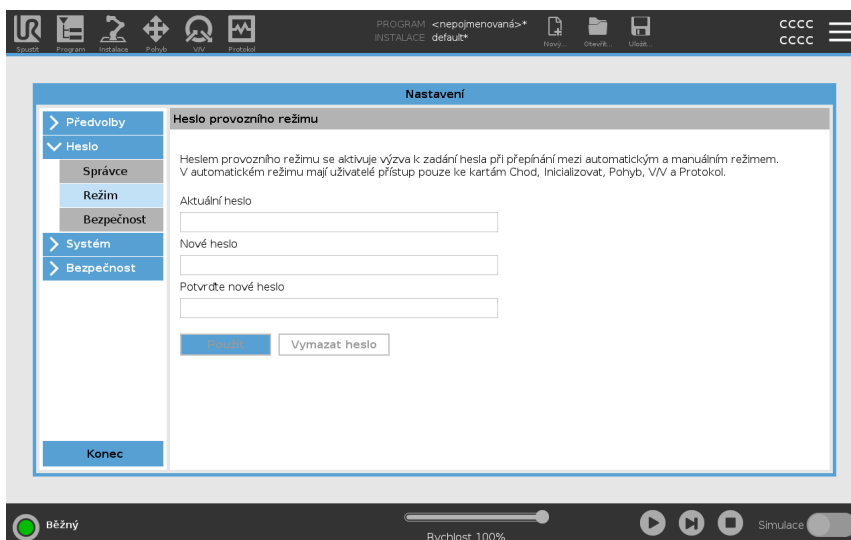 UR
PROGRAM <nepojmenovaná>*
INSTALACE default*
CCCC
CCCC
Spustit Program Instalace Pohyb V/V Protokol Nový... Otevřít... Uložit...
Nastavení
Předvolby
Heslo
Správce
Režim
Bezpečnost
Systém
Bezpečnost
Konec
Heslo provozního režimu
Heslem provozního režimu se aktivuje výzva k zadání hesla při přepínání mezi automatickým a manuálním režimem.
V automatickém režimu mají uživatelé přístup pouze ke kartám Chod, Inicializovat, Pohyb, V/V a Protokol.
Aktuální heslo
Nové heslo
Potvrďte nové heslo
Použít Vymazat heslo
Běžný
Rychlost 100%
Simulace